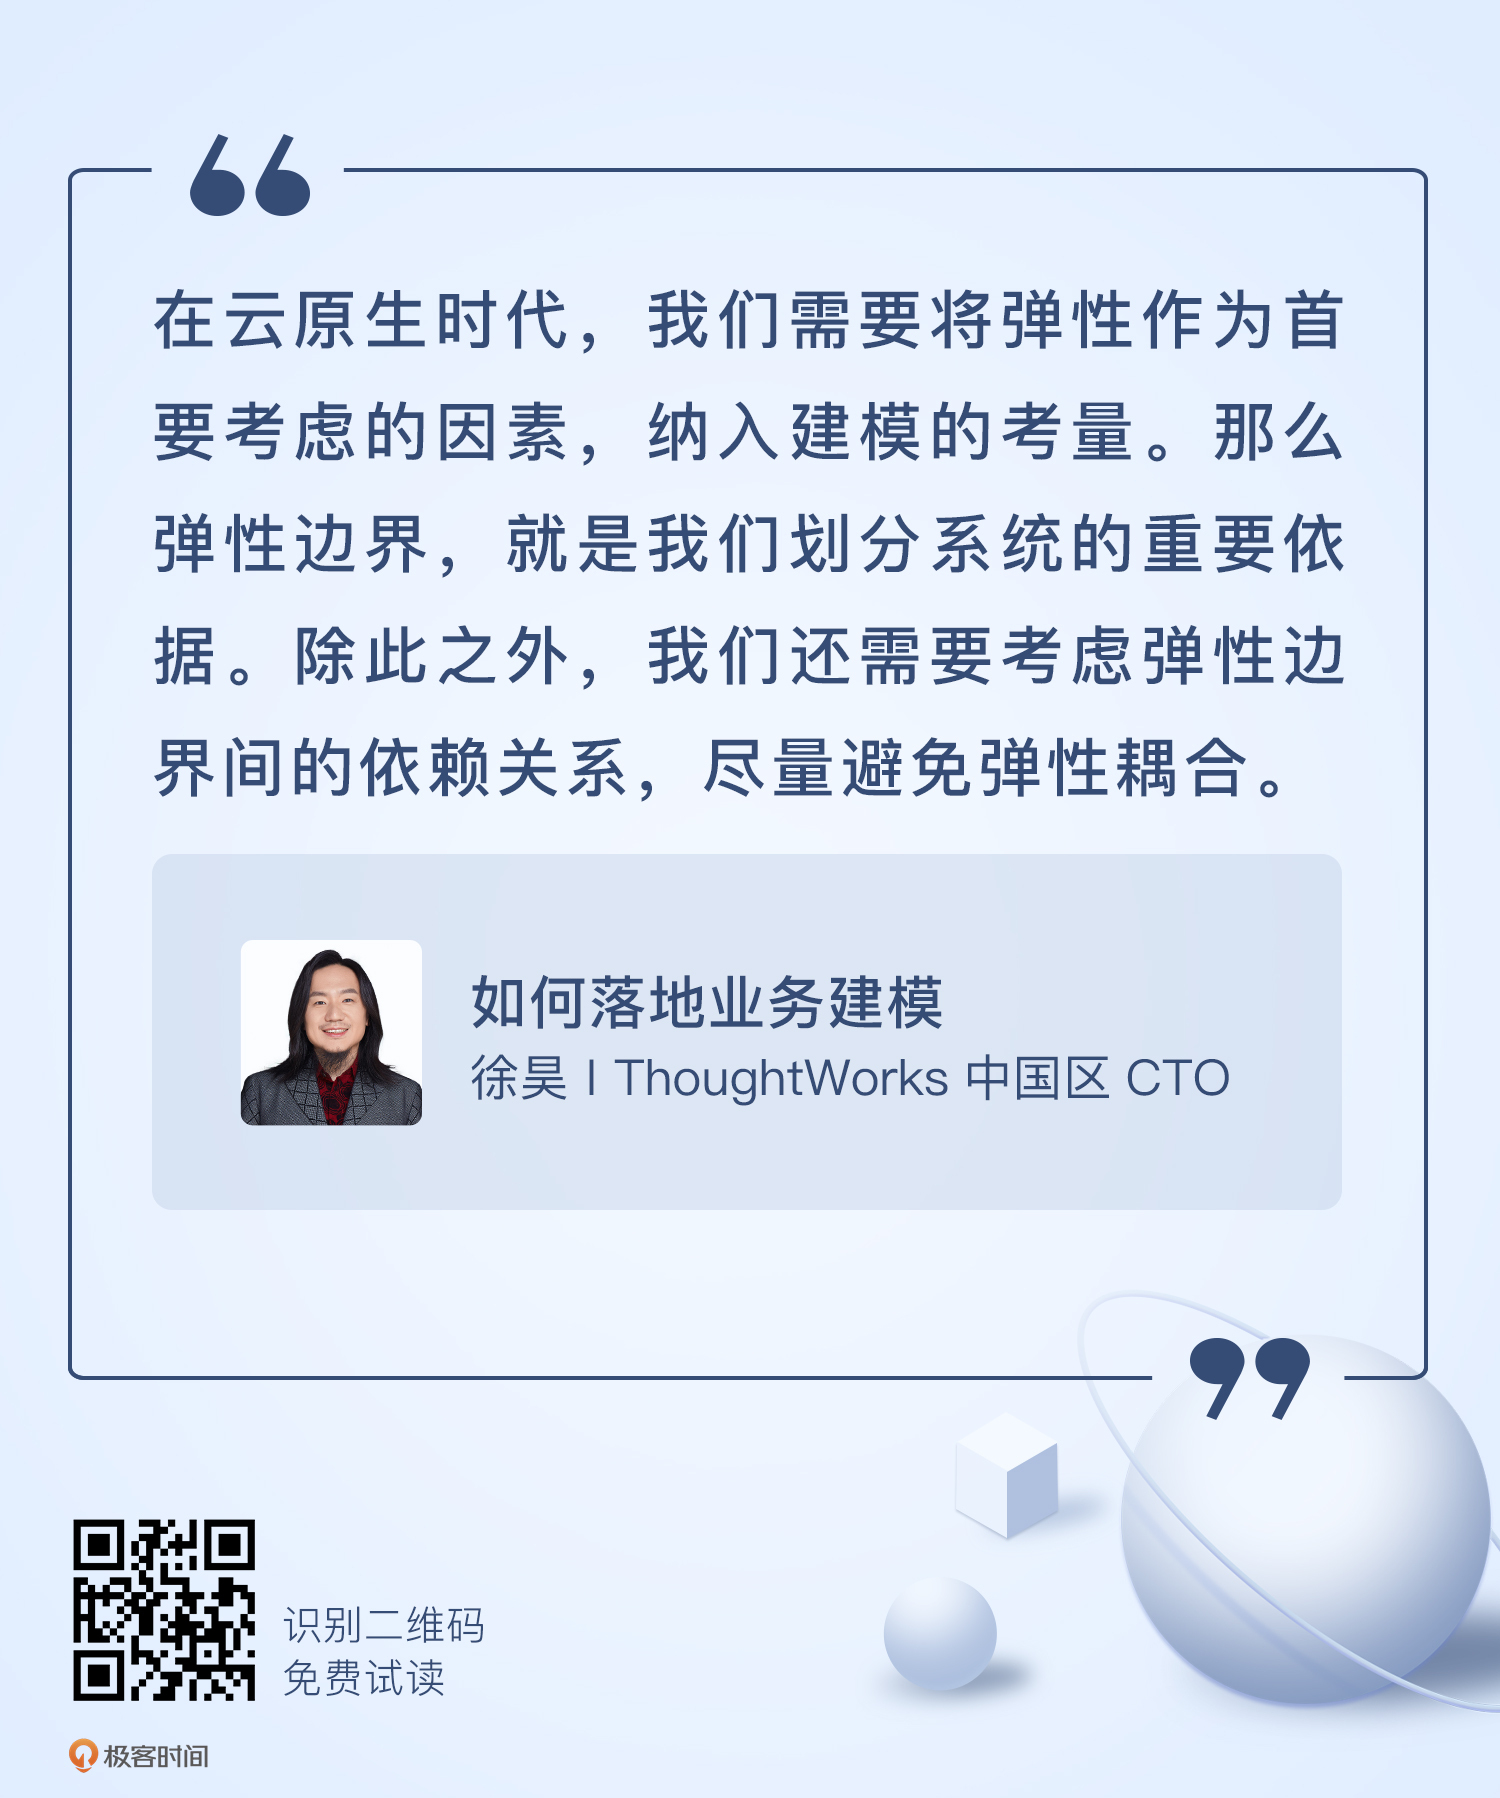 在云原生时代，我们需要将弹性作为首
要考虑的因素，纳入建模的考量。那么
弹性边界，就是我们划分系统的重要依
据。除此之外，我们还需要考虑弹性边
界间的依赖关系，尽量避免弹性耦合。
如何落地业务建模
徐昊 | ThoughtWorks 中国区 CTO
识别二维码
免费试读
极客时间